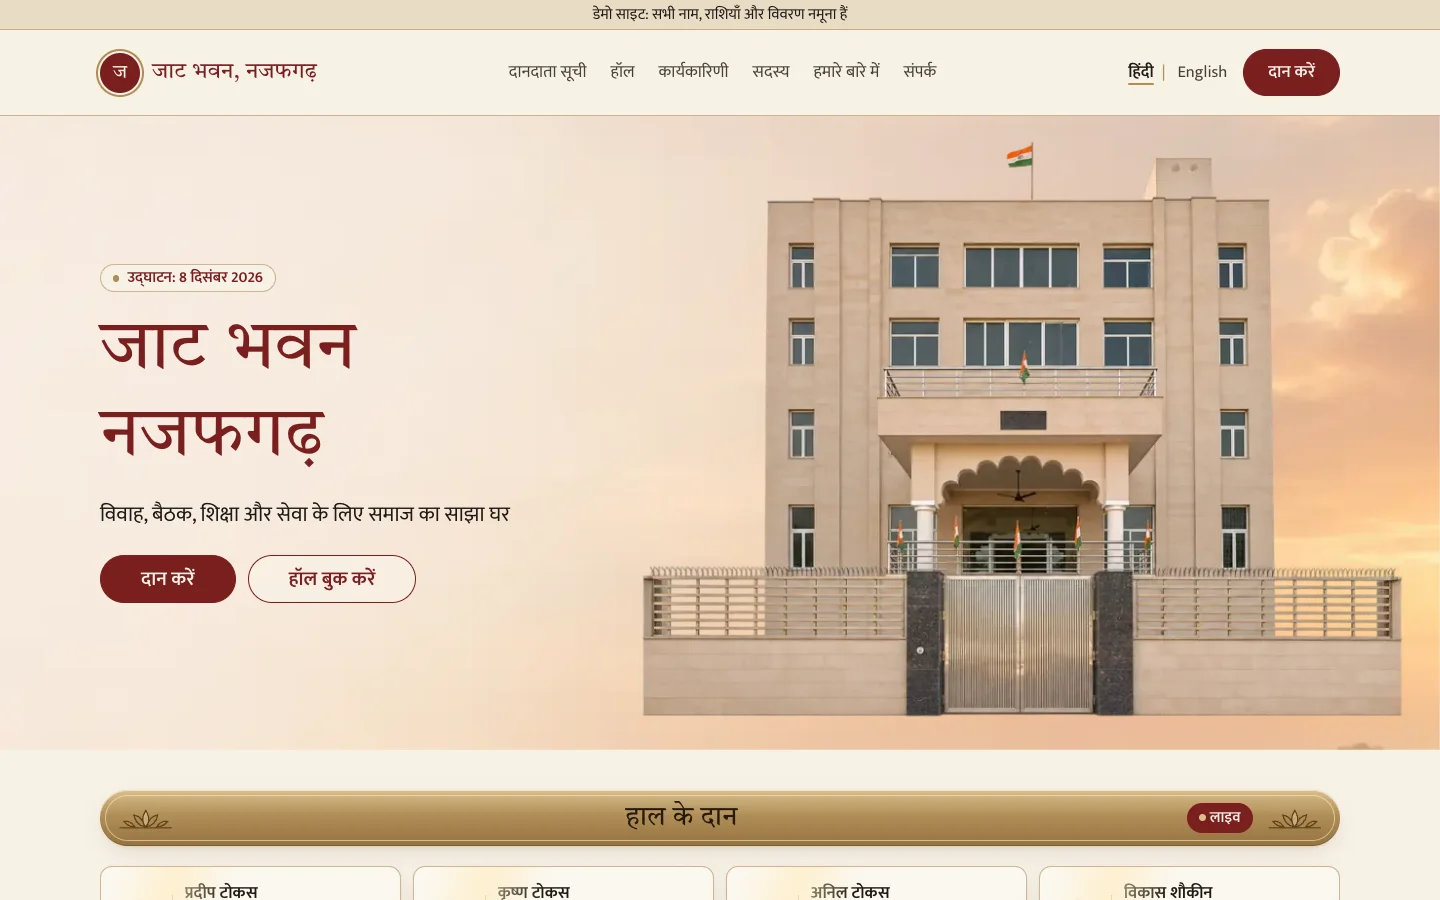 डेमो साइट: सभी नाम, राशियाँ और विवरण नमूना हैं
ज
जाट भवन, नजफगढ़
दानदाता सूची
हॉल
कार्यकारिणी
सदस्य
हमारे बारे में
संपर्क
हिंदी | English
दान करें
उद्घाटन: 8 दिसंबर 2026
जाट भवन
नजफगढ़
विवाह, बैठक, शिक्षा और सेवा के लिए समाज का साझा घर
दान करें
हॉल बुक करें
हाल के दान
लाइव
प्रदीप टोकस
कृष्ण टोकस
अनिल टोकस
विकास शौकीन